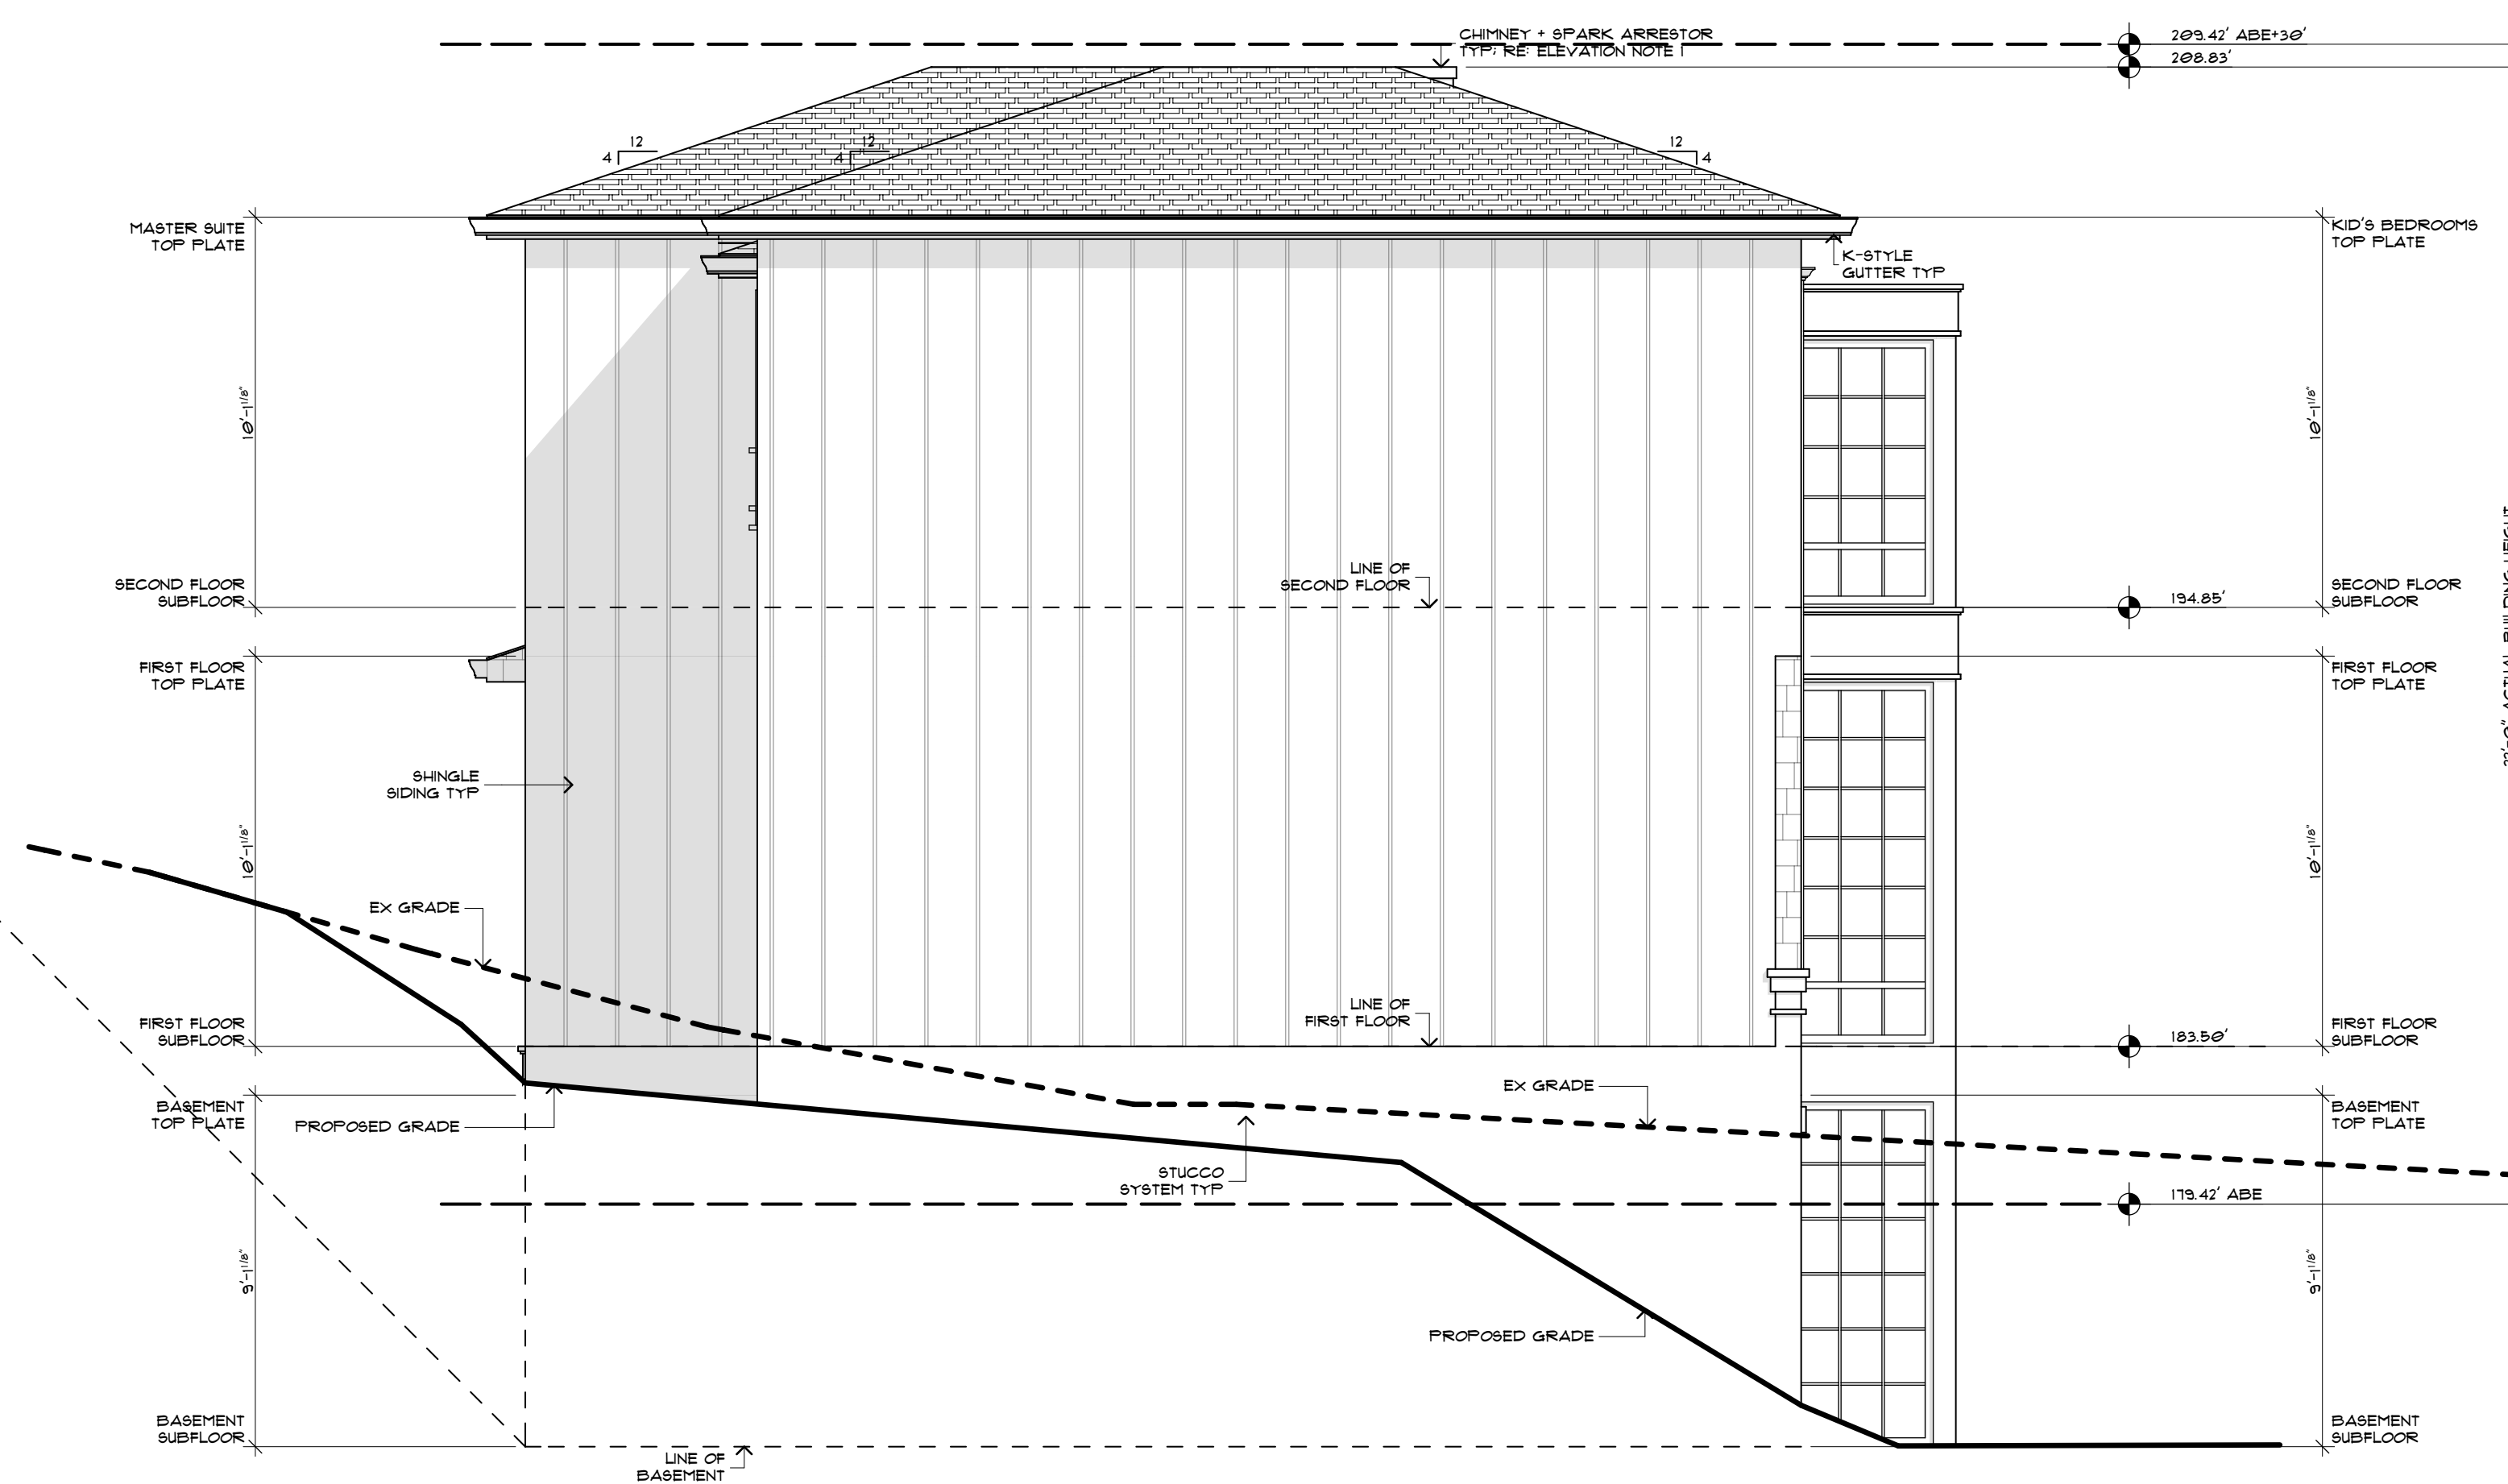 CHIMNEY + SPARK ARRESTOR
TYP; RE: ELEVATION NOTE 1
209.42' ABE+30'
208.83'
12
4
12
4
12
4
MASTER SUITE
TOP PLATE
KID'S BEDROOMS
TOP PLATE
K-STYLE
GUTTER TYP
10'-1 1/8"
10'-1 1/8"
LINE OF
SECOND FLOOR
SECOND FLOOR
SUBFLOOR
194.85'
SECOND FLOOR
SUBFLOOR
FIRST FLOOR
TOP PLATE
FIRST FLOOR
TOP PLATE
SHINGLE
SIDING TYP
10'-1 1/8"
10'-1 1/8"
EX GRADE
LINE OF
FIRST FLOOR
FIRST FLOOR
SUBFLOOR
183.50'
FIRST FLOOR
SUBFLOOR
EX GRADE
BASEMENT
TOP PLATE
PROPOSED GRADE
BASEMENT
TOP PLATE
STUCCO
SYSTEM TYP
179.42' ABE
9'-1 1/8"
9'-1 1/8"
PROPOSED GRADE
BASEMENT
SUBFLOOR
BASEMENT
SUBFLOOR
LINE OF
BASEMENT